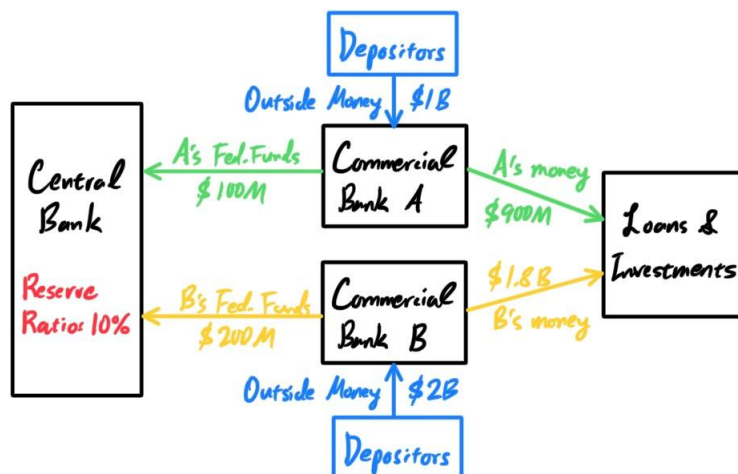 Depositors
Outside Money $1B
Central
Bank
Reserve
Ratio: 10%
A's Fed. Funds
$100M
Commercial
Bank A
A's money
$900M
Loans &
Investments
B's Fed. Funds
$200M
Commercial
Bank B
$1.8B
B's money
Outside Money $2B
Depositors